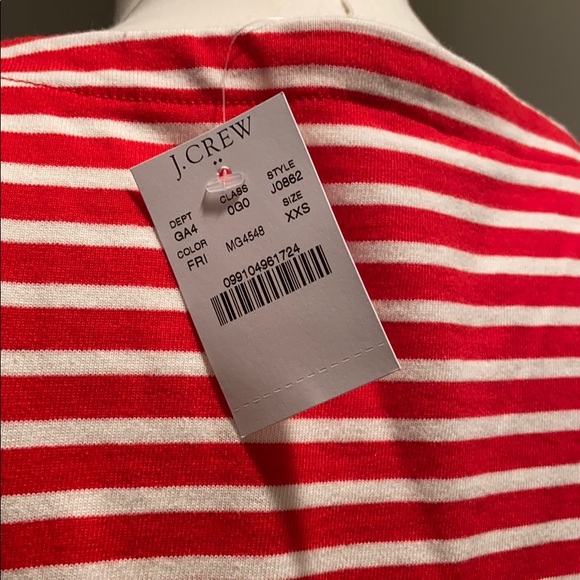 J.CREW
DEPT CLASS STYLE
GA4 0G0 J0862
COLOR SIZE
FRI MG4548 XXS
099104961724